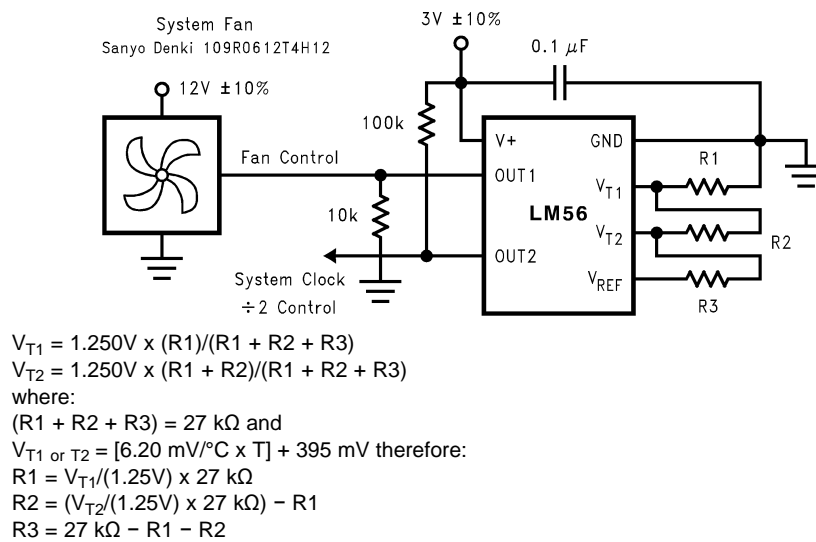 System Fan
Sanyo Denki 109R0612T4H12
12V ±10%
3V ±10%
0.1 μF
100k
Fan Control
10k
System Clock
÷2 Control
V+
OUT1
OUT2
LM56
GND
VT1
VT2
VREF
R1
R2
R3
VT1 = 1.250V x (R1)/(R1 + R2 + R3)
VT2 = 1.250V x (R1 + R2)/(R1 + R2 + R3)
where:
(R1 + R2 + R3) = 27 kΩ and
VT1 or T2 = [6.20 mV/°C x T] + 395 mV therefore:
R1 = VT1/(1.25V) x 27 kΩ
R2 = (VT2/(1.25V) x 27 kΩ) − R1
R3 = 27 kΩ − R1 − R2